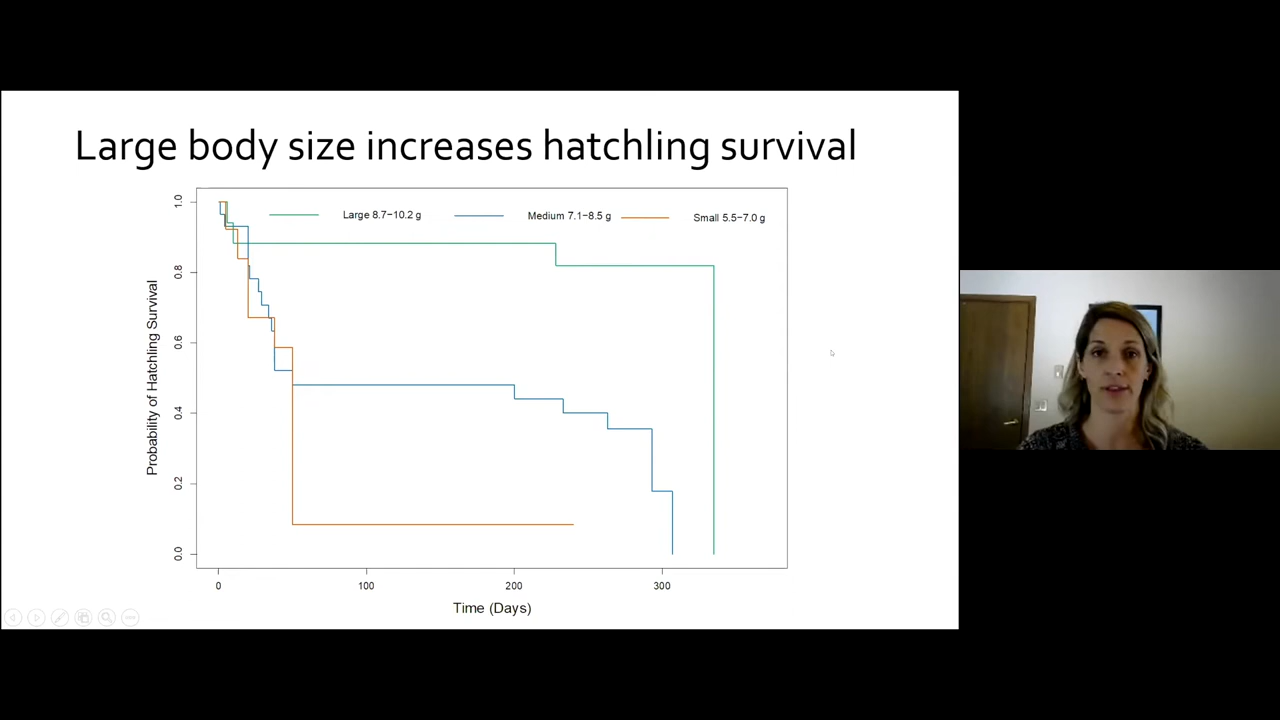 Large body size increases hatchling survival
Large 8.7−10.2 g
Medium 7.1−8.5 g
Small 5.5−7.0 g
Probability of Hatchling Survival
1.0
0.8
0.6
0.4
0.2
0.0
0
100
200
300
Time (Days)